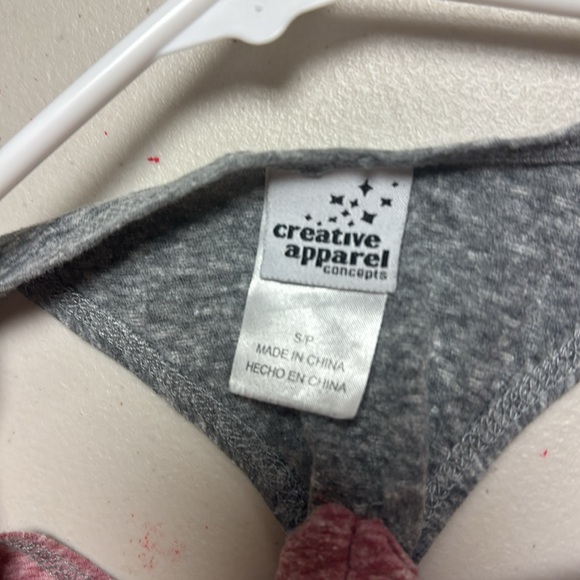 creative
apparel
concepts
S/P
MADE IN CHINA
HECHO EN CHINA